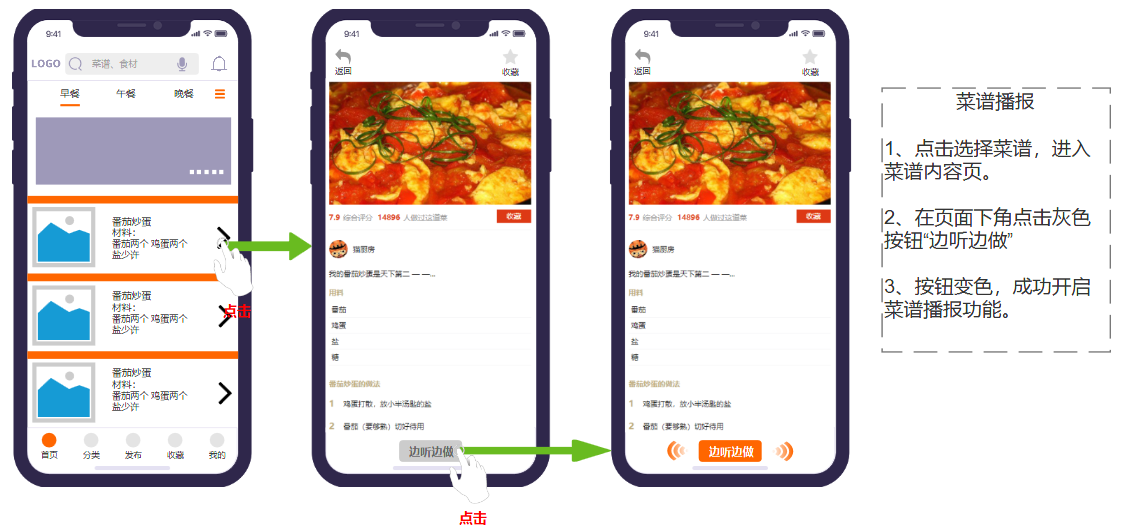 9:41
LOGO
菜谱、食材
早餐 午餐 晚餐
番茄炒蛋
材料：
番茄两个 鸡蛋两个
盐少许
点击
番茄炒蛋
材料：
番茄两个 鸡蛋两个
盐少许
番茄炒蛋
材料：
番茄两个 鸡蛋两个
盐少许
首页 分类 发布 收藏 我的
9:41
返回 收藏
7.9 综合评分 14896 人做过这道菜 收藏
猫厨房
我的番茄炒蛋是天下第二 — —...
用料
番茄
鸡蛋
盐
糖
番茄炒蛋的做法
1 鸡蛋打散，放小半汤匙的盐
2 番茄（要够熟）切好待用
边听边做
点击
9:41
返回 收藏
7.9 综合评分 14896 人做过这道菜 收藏
猫厨房
我的番茄炒蛋是天下第二 — —...
用料
番茄
鸡蛋
盐
糖
番茄炒蛋的做法
1 鸡蛋打散，放小半汤匙的盐
2 番茄（要够熟）切好待用
边听边做
菜谱播报
1、点击选择菜谱，进入
菜谱内容页。
2、在页面下角点击灰色
按钮“边听边做”
3、按钮变色，成功开启
菜谱播报功能。